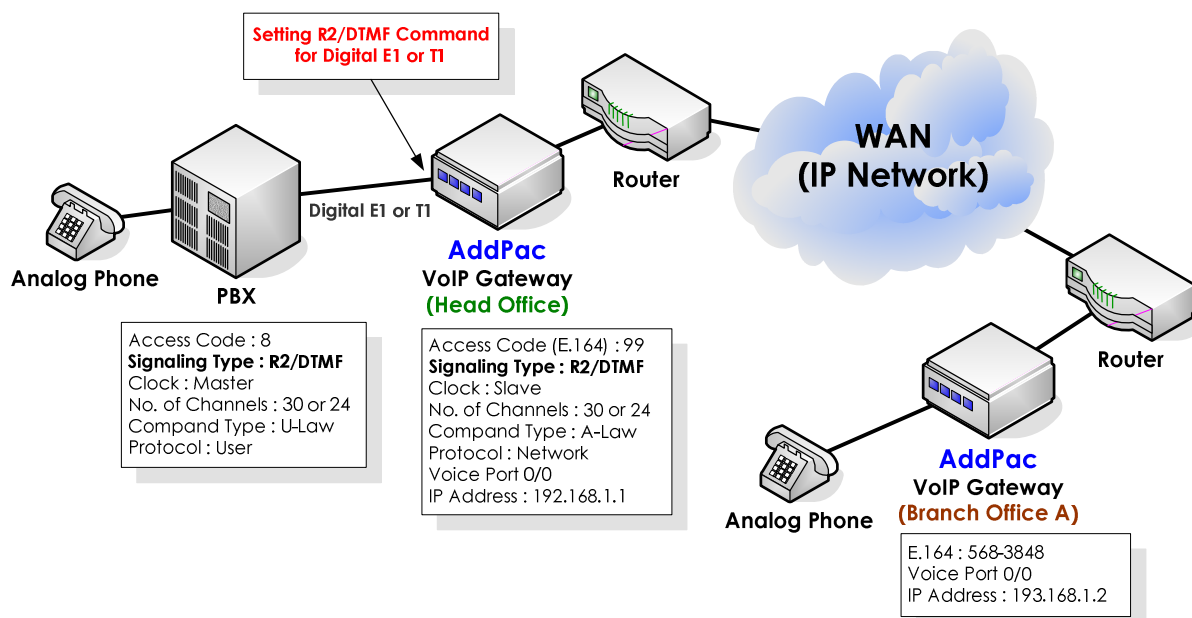 Setting R2/DTMF Command
for Digital E1 or T1
WAN
(IP Network)
Router
Digital E1 or T1
Analog Phone
PBX
AddPac
VoIP Gateway
(Head Office)
Access Code : 8
Signaling Type : R2/DTMF
Clock : Master
No. of Channels : 30 or 24
Compand Type : U-Law
Protocol : User
Access Code (E.164) : 99
Signaling Type : R2/DTMF
Clock : Slave
No. of Channels : 30 or 24
Compand Type : A-Law
Protocol : Network
Voice Port 0/0
IP Address : 192.168.1.1
Router
Analog Phone
AddPac
VoIP Gateway
(Branch Office A)
E.164 : 568-3848
Voice Port 0/0
IP Address : 193.168.1.2